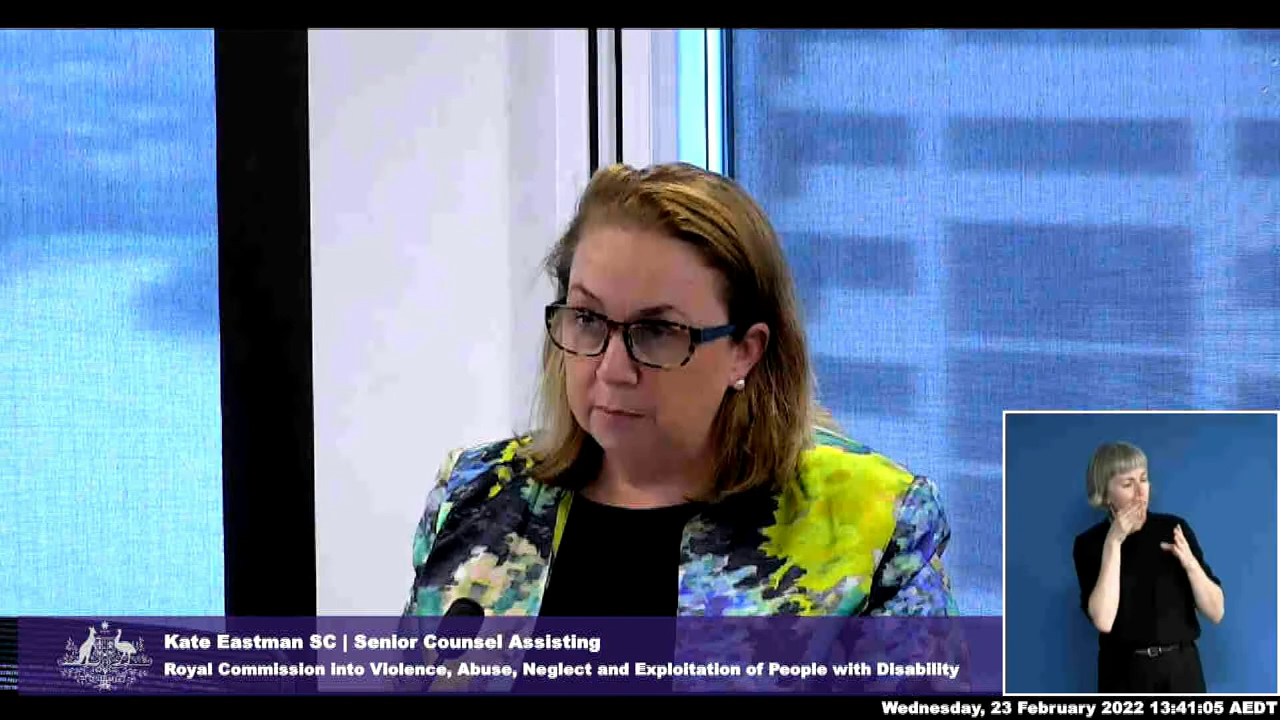 Kate Eastman SC | Senior Counsel Assisting
Royal Commission into Violence, Abuse, Neglect and Exploitation of People with Disability
Wednesday, 23 February 2022 13:41:05 AEDT